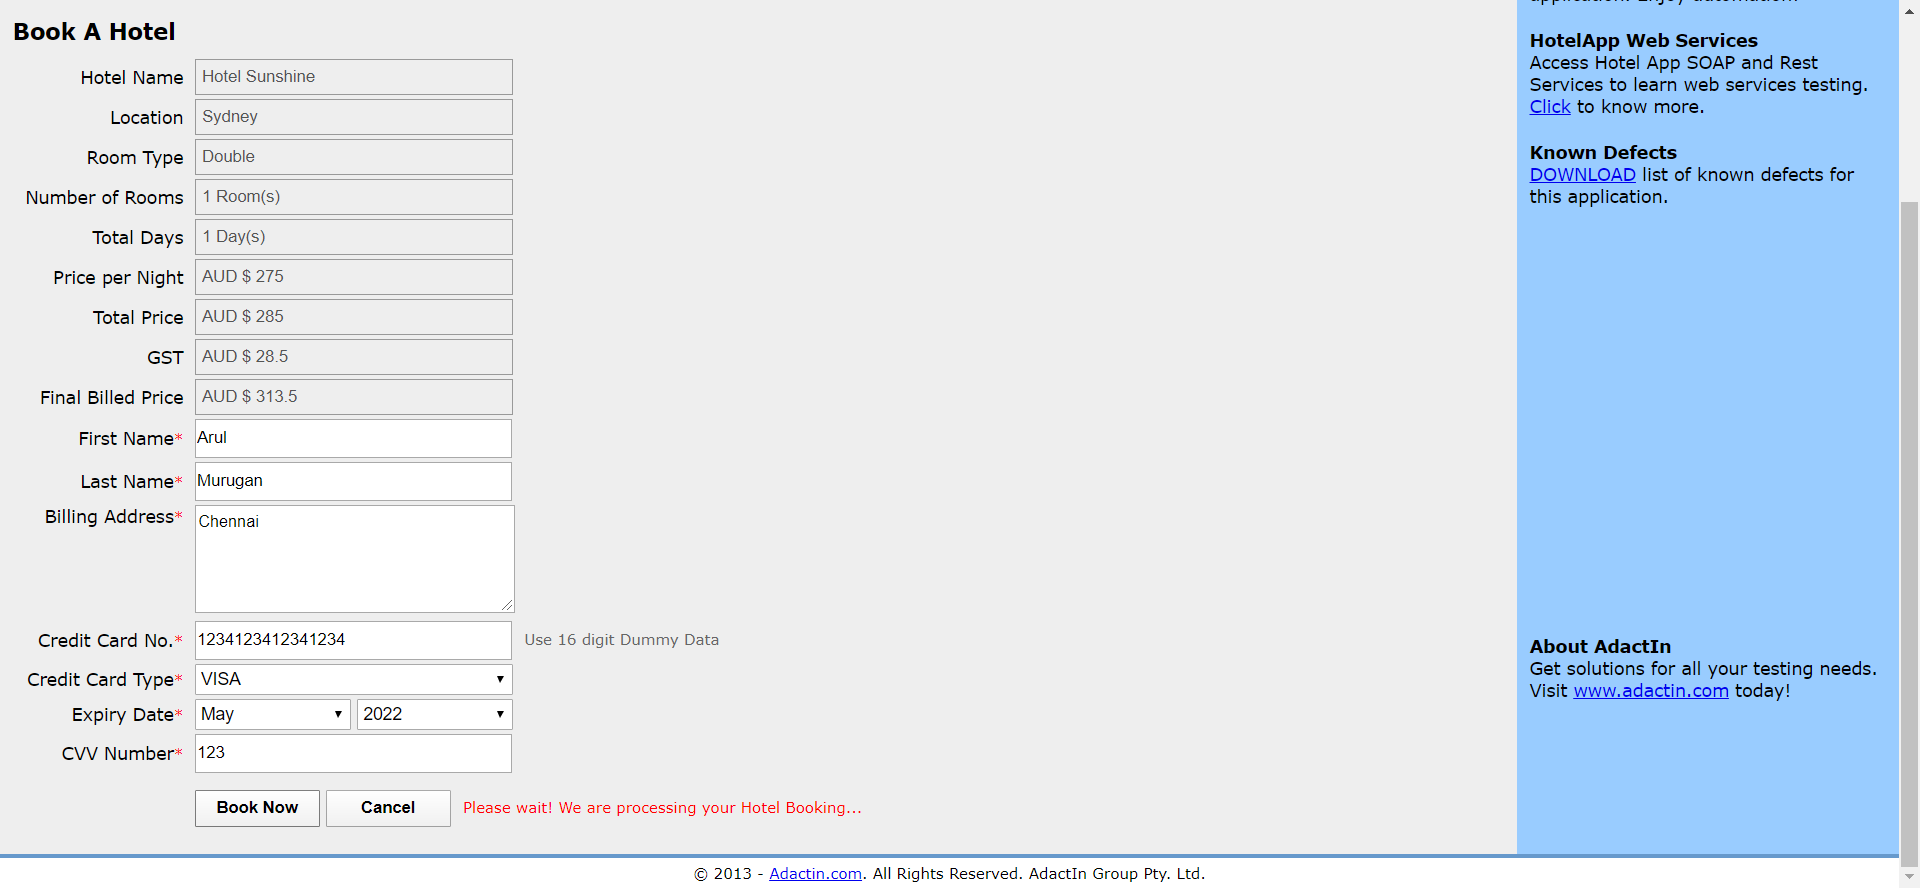 Book A Hotel
Hotel Name Hotel Sunshine
Location Sydney
Room Type Double
Number of Rooms 1 Room(s)
Total Days 1 Day(s)
Price per Night AUD $ 275
Total Price AUD $ 285
GST AUD $ 28.5
Final Billed Price AUD $ 313.5
First Name* Arul
Last Name* Murugan
Billing Address* Chennai
Credit Card No.* 1234123412341234 Use 16 digit Dummy Data
Credit Card Type* VISA
Expiry Date* May 2022
CVV Number* 123
Book Now Cancel Please wait! We are processing your Hotel Booking...
application. Enjoy automation!
HotelApp Web Services
Access Hotel App SOAP and Rest
Services to learn web services testing.
Click to know more.
Known Defects
DOWNLOAD list of known defects for
this application.
About AdactIn
Get solutions for all your testing needs.
Visit www.adactin.com today!
© 2013 - Adactin.com. All Rights Reserved. AdactIn Group Pty. Ltd.